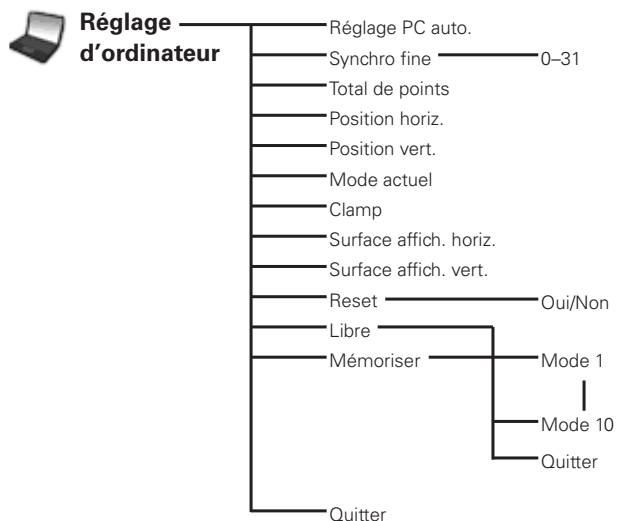 Réglage
d’ordinateur
Réglage PC auto.
Synchro fine 0–31
Total de points
Position horiz.
Position vert.
Mode actuel
Clamp
Surface affich. horiz.
Surface affich. vert.
Reset Oui/Non
Libre
Mémoriser Mode 1
Mode 10
Quitter
Quitter